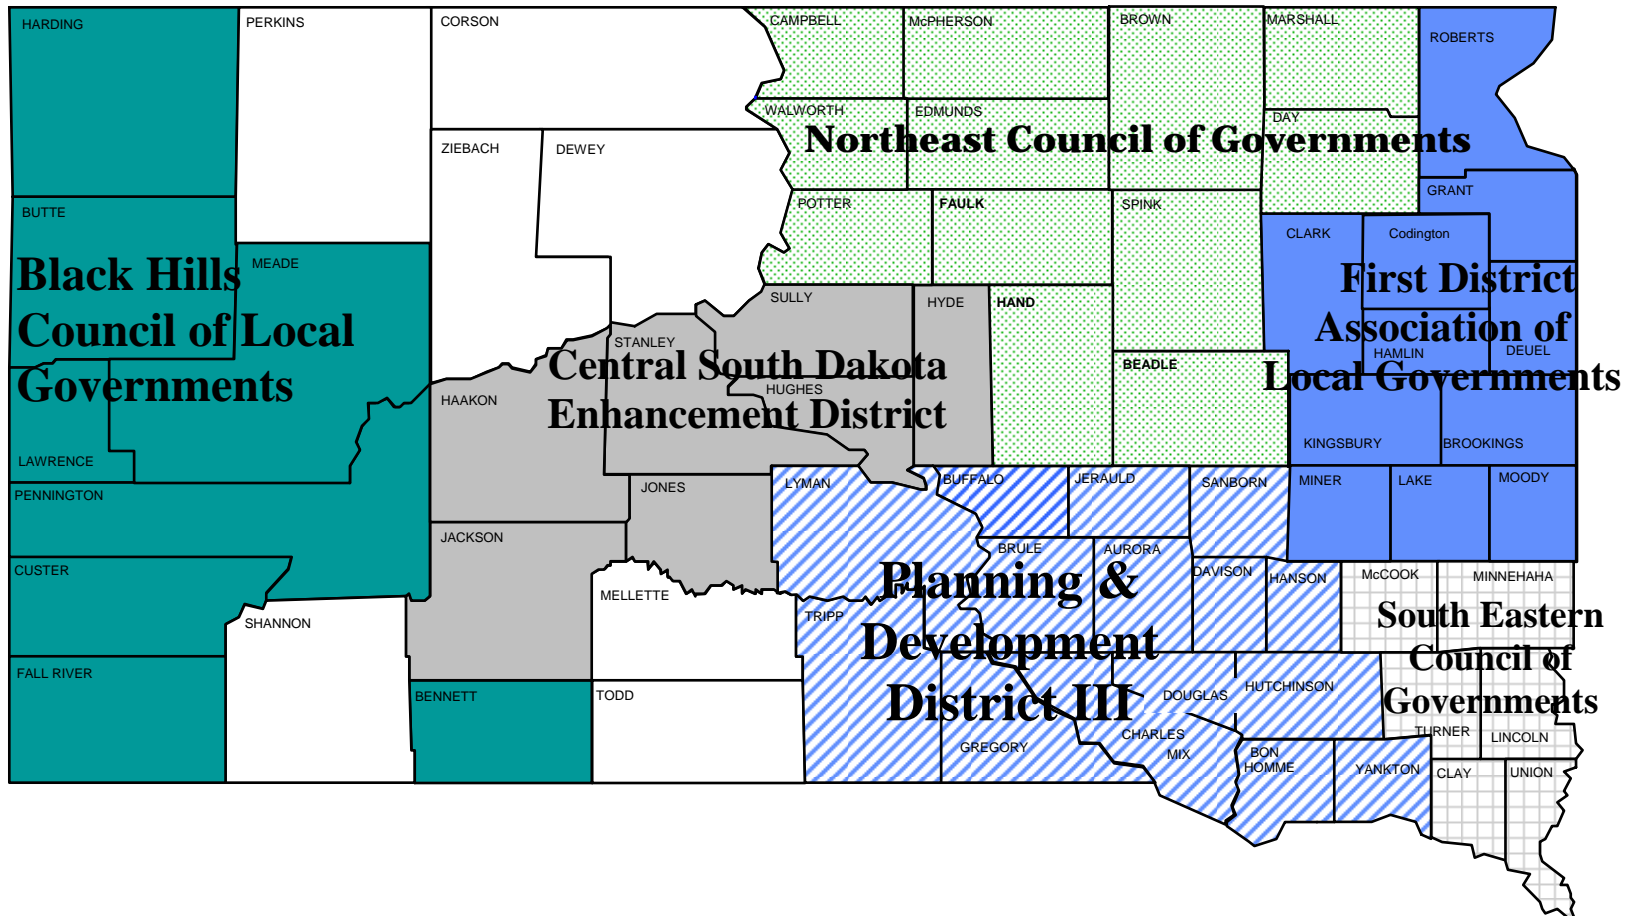 HARDING
PERKINS
CORSON
CAMPBELL
McPHERSON
BROWN
MARSHALL
ROBERTS
WALWORTH
EDMUNDS
DAY
Northeast Council of Governments
ZIEBACH
DEWEY
GRANT
BUTTE
POTTER
FAULK
SPINK
CLARK
Codington
MEADE
Black Hills
Council of Local
Governments
First District
Association of
Local Governments
SULLY
HYDE
HAND
STANLEY
HAMLIN
DEUEL
Central South Dakota
Enhancement District
BEADLE
HUGHES
HAAKON
KINGSBURY
BROOKINGS
LAWRENCE
PENNINGTON
JONES
LYMAN
BUFFALO
JERAULD
SANBORN
MINER
LAKE
MOODY
JACKSON
BRULE
AURORA
CUSTER
DAVISON
HANSON
McCOOK
MINNEHAHA
Planning &
Development
District III
MELLETTE
TRIPP
SHANNON
South Eastern
Council of
Governments
FALL RIVER
BENNETT
TODD
DOUGLAS
HUTCHINSON
GREGORY
CHARLES
MIX
TURNER
LINCOLN
BON
HOMME
YANKTON
CLAY
UNION